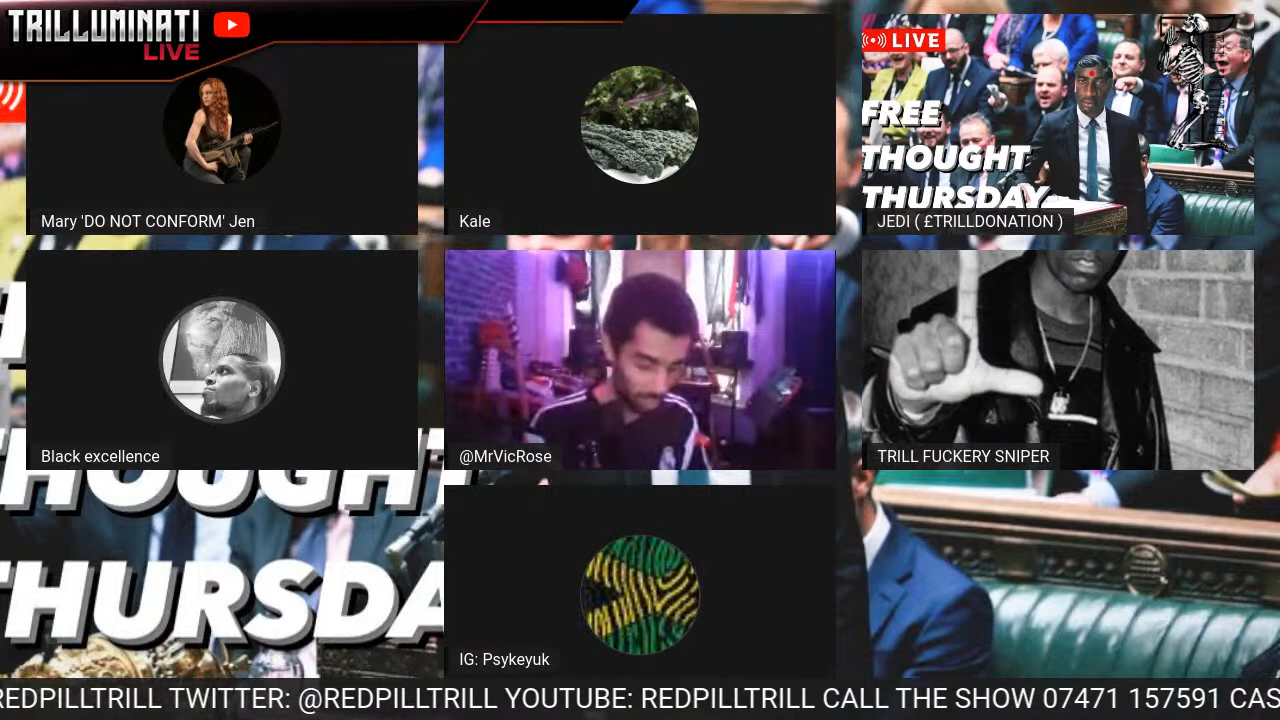 TRILLUMINATI
LIVE
LIVE
FREE
THOUGHT
THURSDAY
Mary 'DO NOT CONFORM' Jen
Kale
JEDI ( £TRILLDONATION )
Black excellence
@MrVicRose
TRILL FUCKERY SNIPER
THOUGHT
THURSDA
IG: Psykeyuk
REDPILLTRILL TWITTER: @REDPILLTRILL YOUTUBE: REDPILLTRILL CALL THE SHOW 07471 157591 CAS